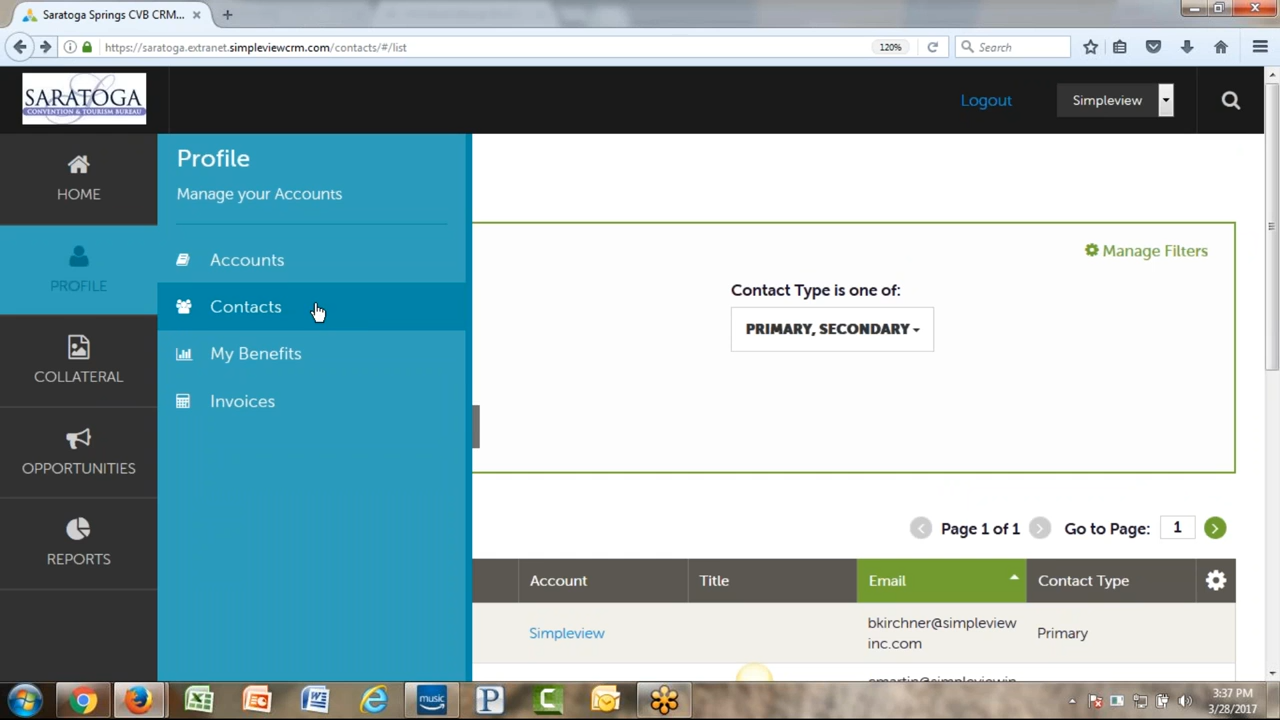 Saratoga Springs CVB CRM...
https://saratoga.extranet.simpleviewcrm.com/contacts/#/list
120%
Search
SARATOGA
CONVENTION & TOURISM BUREAU
Logout
Simpleview
HOME
PROFILE
COLLATERAL
OPPORTUNITIES
REPORTS
Profile
Manage your Accounts
Accounts
Contacts
My Benefits
Invoices
Manage Filters
Contact Type is one of:
PRIMARY, SECONDARY
Page 1 of 1
Go to Page:
1
Account
Title
Email
Contact Type
Simpleview
bkirchner@simpleview
inc.com
Primary
music
3:37 PM
3/28/2017